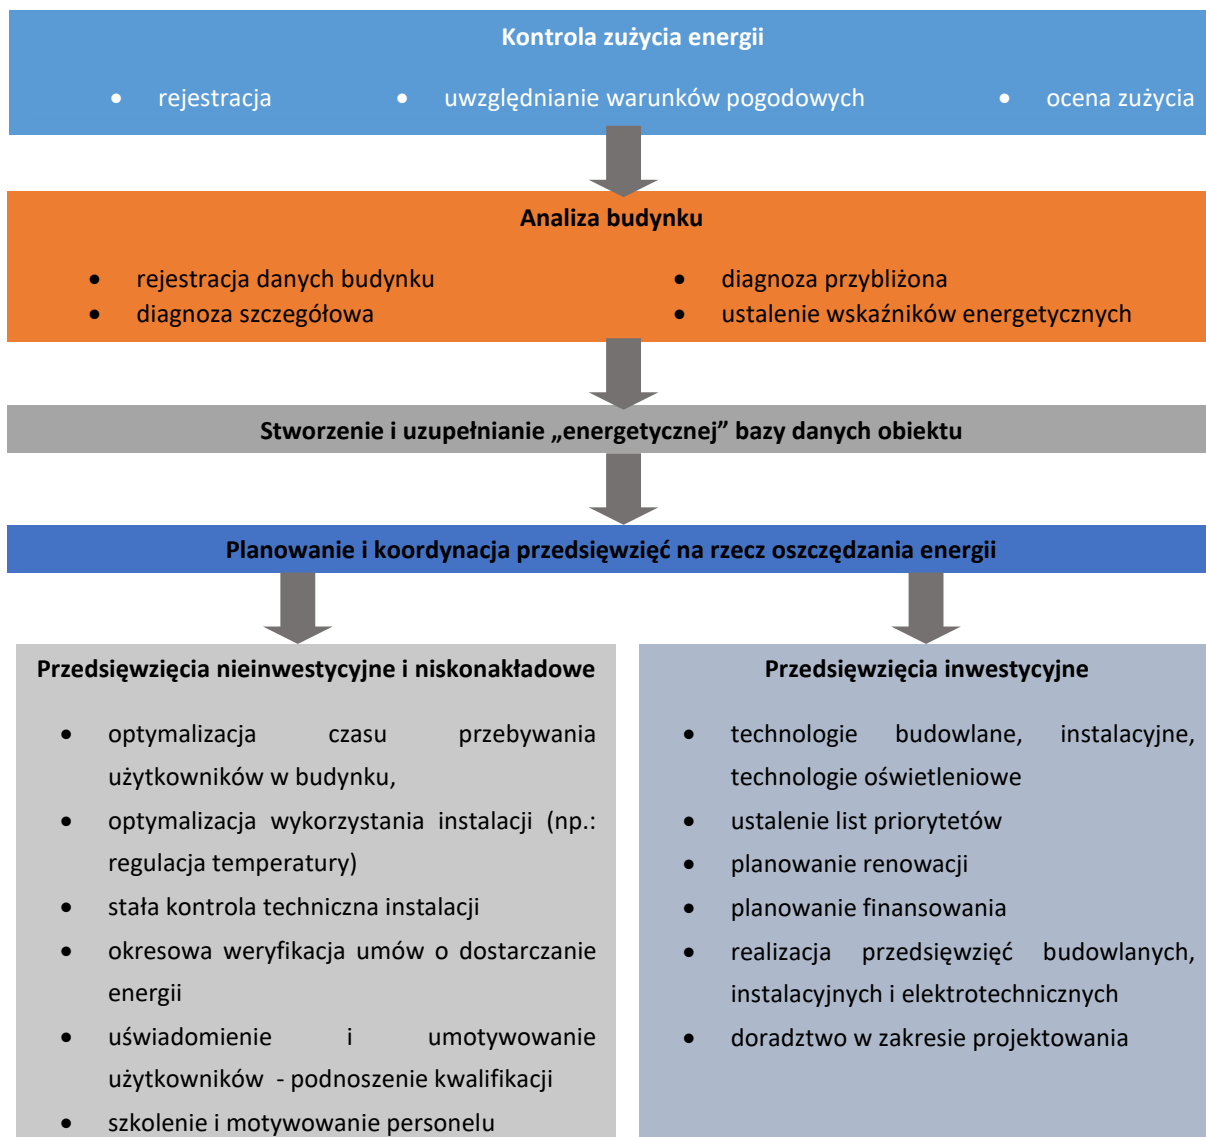 Kontrola zużycia energii
• rejestracja • uwzględnianie warunków pogodowych • ocena zużycia
Analiza budynku
• rejestracja danych budynku • diagnoza przybliżona
• diagnoza szczegółowa • ustalenie wskaźników energetycznych
Stworzenie i uzupełnianie „energetycznej” bazy danych obiektu
Planowanie i koordynacja przedsięwzięć na rzecz oszczędzania energii
Przedsięwzięcia nieinwestycyjne i niskonakładowe
• optymalizacja czasu przebywania
użytkowników w budynku,
• optymalizacja wykorzystania instalacji (np.:
regulacja temperatury)
• stała kontrola techniczna instalacji
• okresowa weryfikacja umów o dostarczanie
energii
• uświadomienie i umotywowanie
użytkowników - podnoszenie kwalifikacji
• szkolenie i motywowanie personelu
Przedsięwzięcia inwestycyjne
• technologie budowlane, instalacyjne,
technologie oświetleniowe
• ustalenie list priorytetów
• planowanie renowacji
• planowanie finansowania
• realizacja przedsięwzięć budowlanych,
instalacyjnych i elektrotechnicznych
• doradztwo w zakresie projektowania